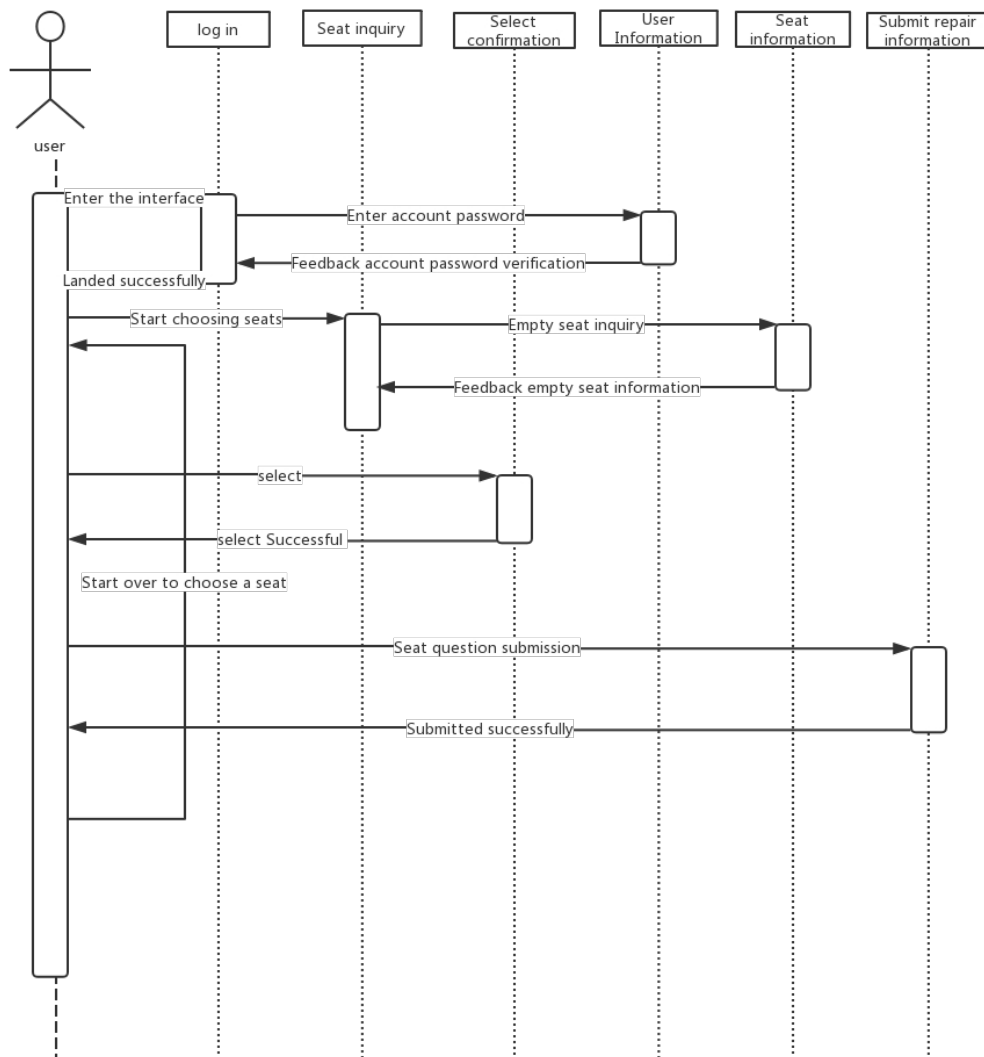 log in
Seat inquiry
Select
confirmation
User
Information
Seat
information
Submit repair
information
user
Enter the interface
Enter account password
Feedback account password verification
Landed successfully
Start choosing seats
Empty seat inquiry
Feedback empty seat information
select
select Successful
Start over to choose a seat
Seat question submission
Submitted successfully